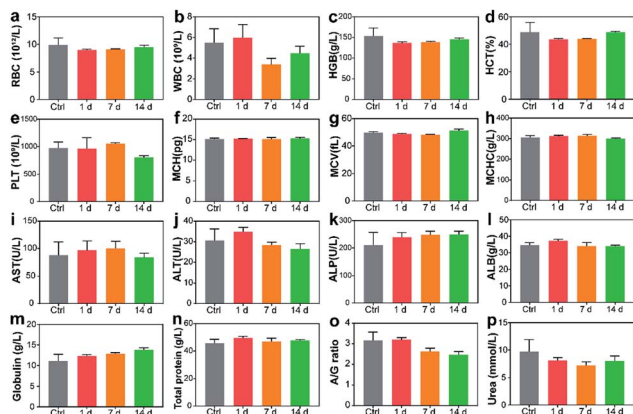 a
RBC (10¹²/L)
15
10
5
0
Ctrl 1 d 7 d 14 d
b
WBC (10⁹/L)
8
6
4
2
0
Ctrl 1 d 7 d 14 d
c
HGB(g/L)
200
150
100
50
0
Ctrl 1 d 7 d 14 d
d
HCT(%)
60
40
20
0
Ctrl 1 d 7 d 14 d
e
PLT (10⁹/L)
1500
1000
500
0
Ctrl 1 d 7 d 14 d
f
MCH(pg)
20
15
10
5
0
Ctrl 1 d 7 d 14 d
g
MCV(fL)
60
40
20
0
Ctrl 1 d 7 d 14 d
h
MCHC(g/L)
400
300
200
100
0
Ctrl 1 d 7 d 14 d
i
AST(U/L)
150
100
50
0
Ctrl 1 d 7 d 14 d
j
ALT(U/L)
40
30
20
10
0
Ctrl 1 d 7 d 14 d
k
ALP(U/L)
300
200
100
0
Ctrl 1 d 7 d 14 d
l
ALB(g/L)
50
40
30
20
10
0
Ctrl 1 d 7 d 14 d
m
Globulin (g/L)
20
15
10
5
0
Ctrl 1 d 7 d 14 d
n
Total protein (g/L)
60
40
20
0
Ctrl 1 d 7 d 14 d
o
A/G ratio
4
3
2
1
0
Ctrl 1 d 7 d 14 d
p
Urea (mmol/L)
15
10
5
0
Ctrl 1 d 7 d 14 d